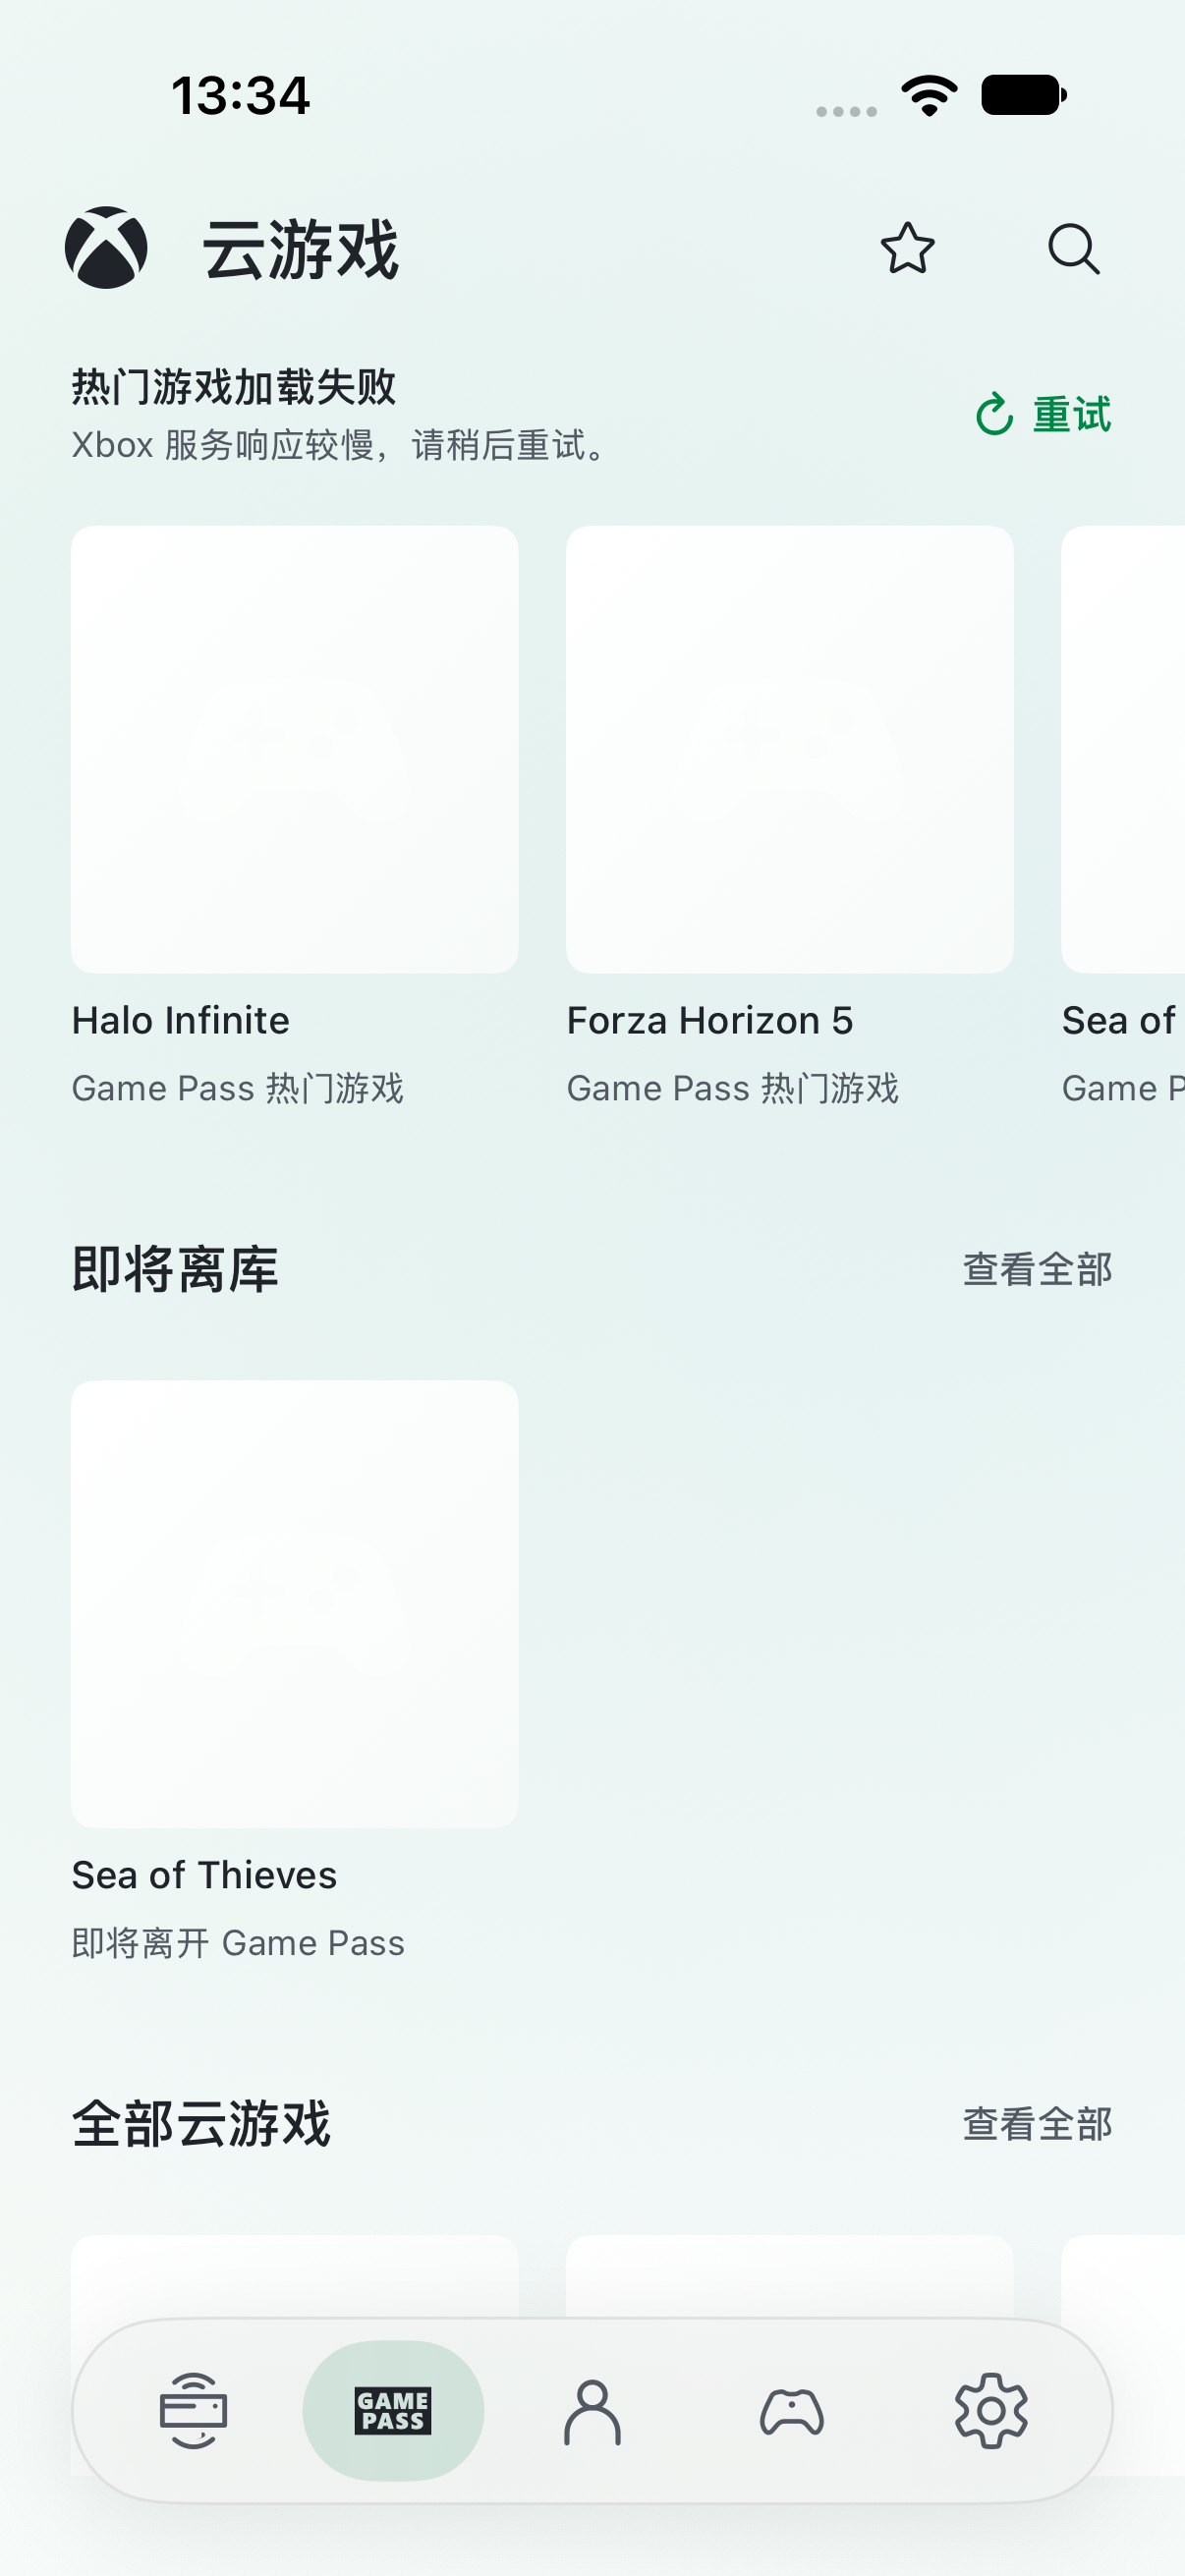 13:34
云游戏
热门游戏加载失败
Xbox 服务响应较慢，请稍后重试。
重试
Halo Infinite
Forza Horizon 5
Sea of
Game Pass 热门游戏
Game Pass 热门游戏
Game P
即将离库
查看全部
Sea of Thieves
即将离开 Game Pass
全部云游戏
查看全部
GAME
PASS